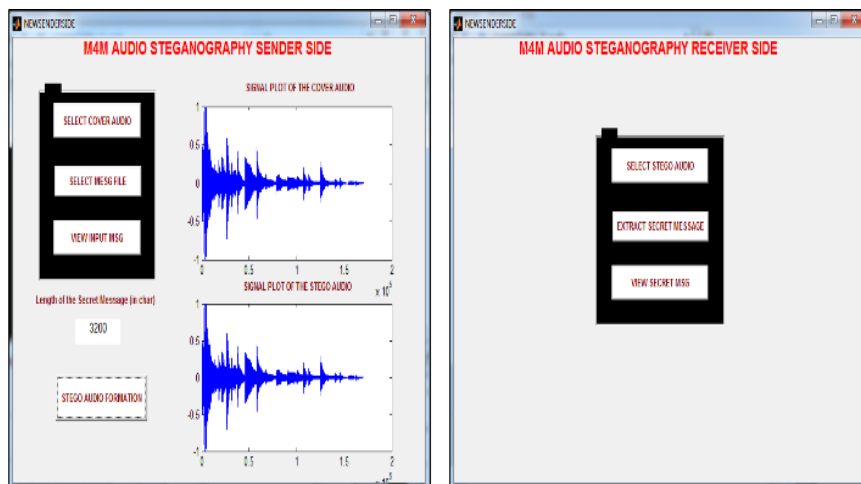 NEWSENDERSIDE
M4M AUDIO STEGANOGRAPHY SENDER SIDE
SELECT COVER AUDIO
SELECT MESG FILE
VIEW INPUT MSG
Length of the Secret Message (in char)
3200
STEGO AUDIO FORMATION
SIGNAL PLOT OF THE COVER AUDIO
1
0.5
0
-0.5
-1
0 0.5 1 1.5 2
x 10^5
SIGNAL PLOT OF THE STEGO AUDIO
1
0.5
0
-0.5
-1
0 0.5 1 1.5 2
x 10^5
NEWSENDERSIDE
M4M AUDIO STEGANOGRAPHY RECEIVER SIDE
SELECT STEGO AUDIO
EXTRACT SECRET MESSAGE
VIEW SECRET MSG